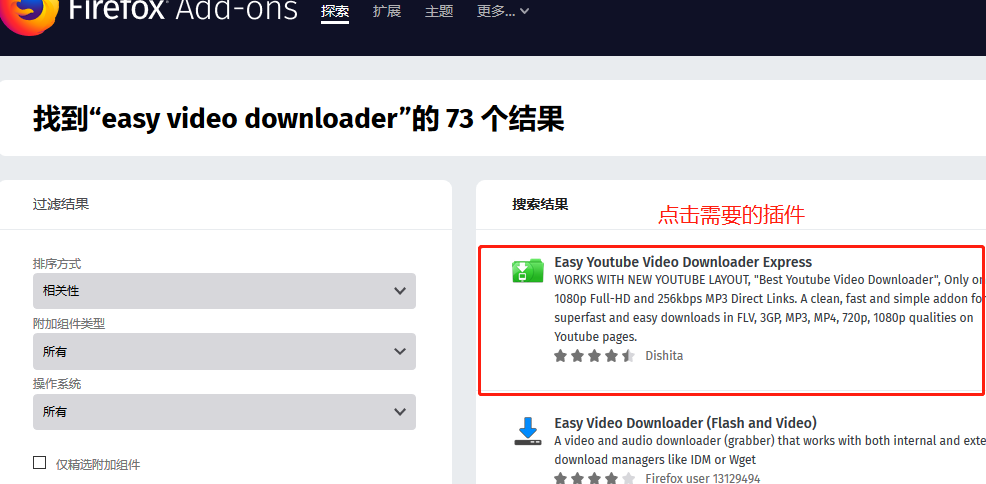 Firefox Add-ons 探索 扩展 主题 更多...
找到“easy video downloader”的 73 个结果
过滤结果
排序方式
相关性
附加组件类型
所有
操作系统
所有
仅精选附加组件
搜索结果
点击需要的插件
Easy Youtube Video Downloader Express
WORKS WITH NEW YOUTUBE LAYOUT, "Best Youtube Video Downloader", Only on
1080p Full-HD and 256kbps MP3 Direct Links. A clean, fast and simple addon for
superfast and easy downloads in FLV, 3GP, MP3, MP4, 720p, 1080p qualities on
Youtube pages.
Dishita
Easy Video Downloader (Flash and Video)
A video and audio downloader (grabber) that works with both internal and exte
download managers like IDM or Wget
Firefox user 13129494